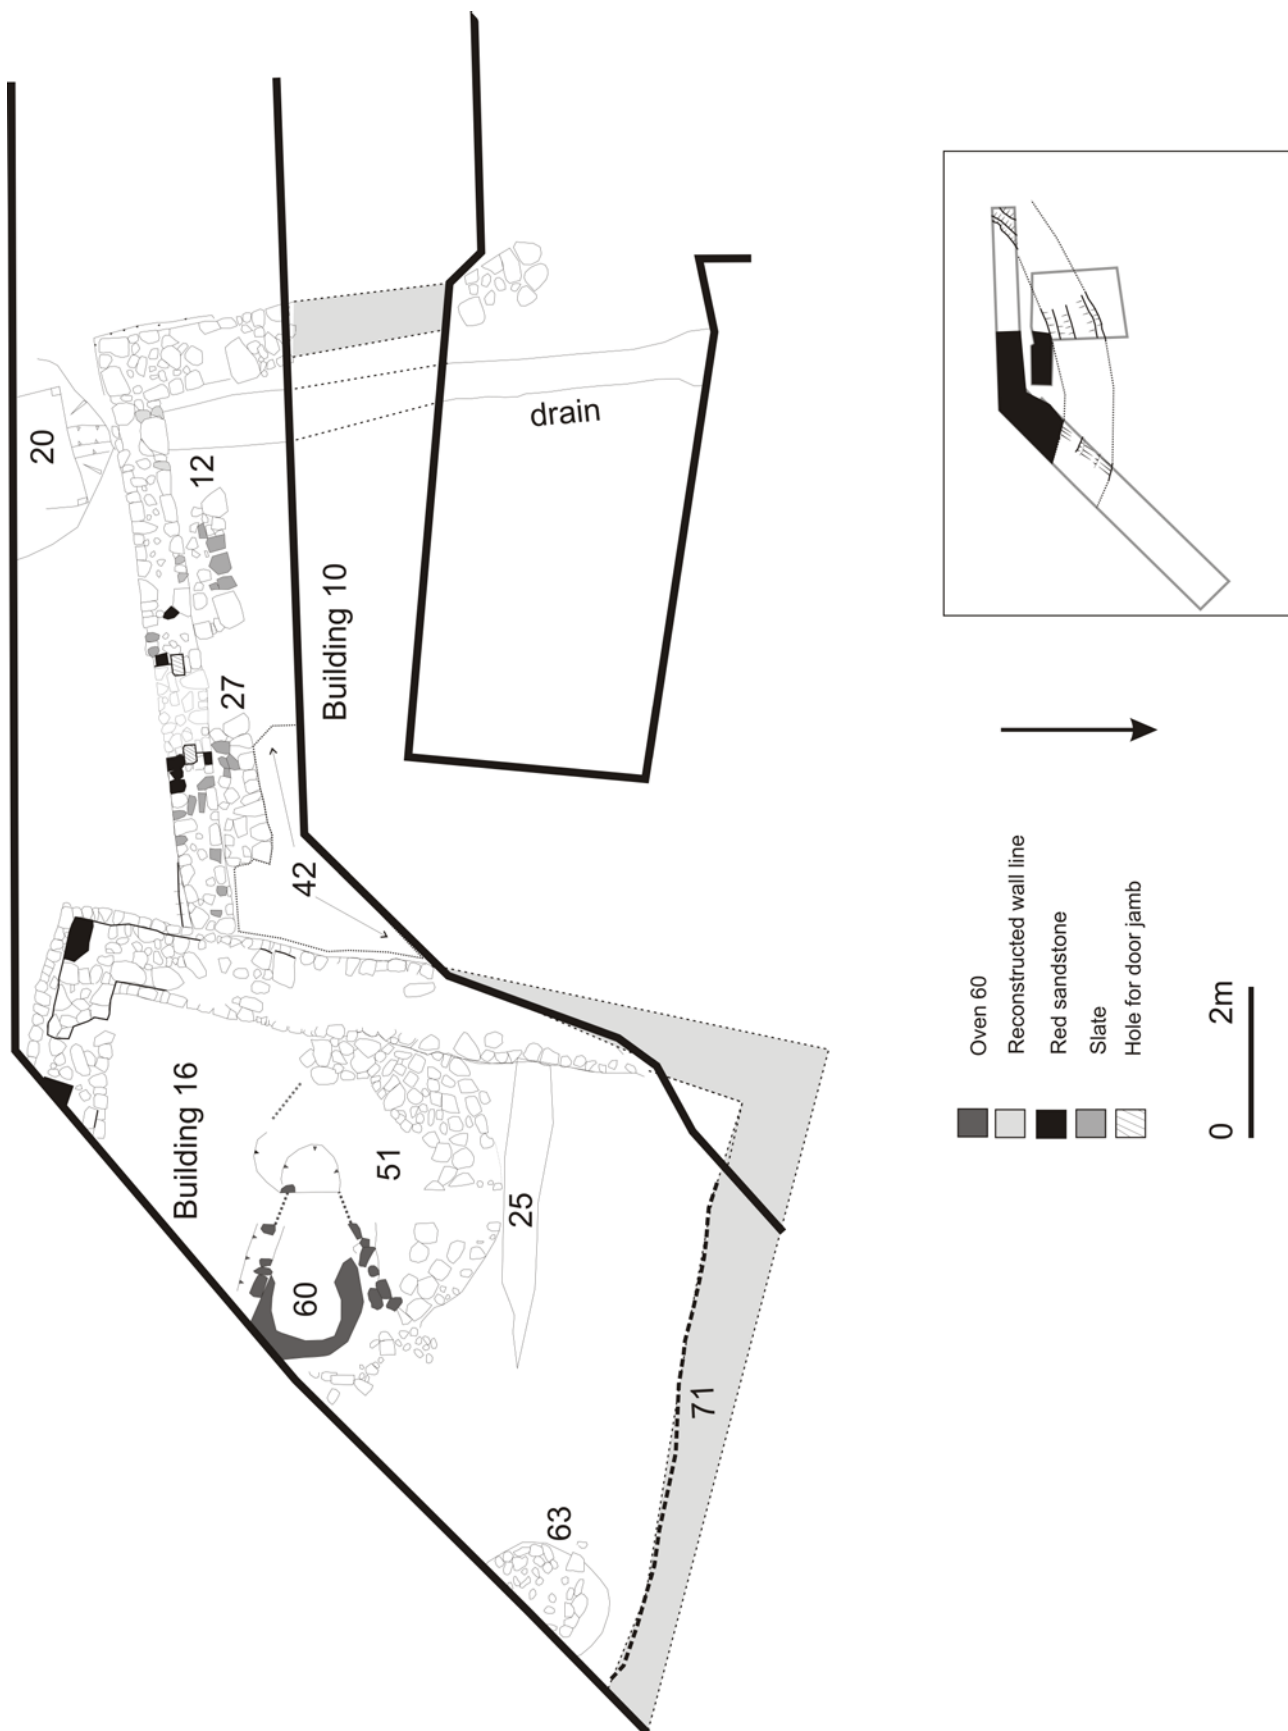 20
12
drain
Building 10
27
42
Building 16
51
25
60
71
63
Oven 60
Reconstructed wall line
Red sandstone
Slate
Hole for door jamb
0 2m